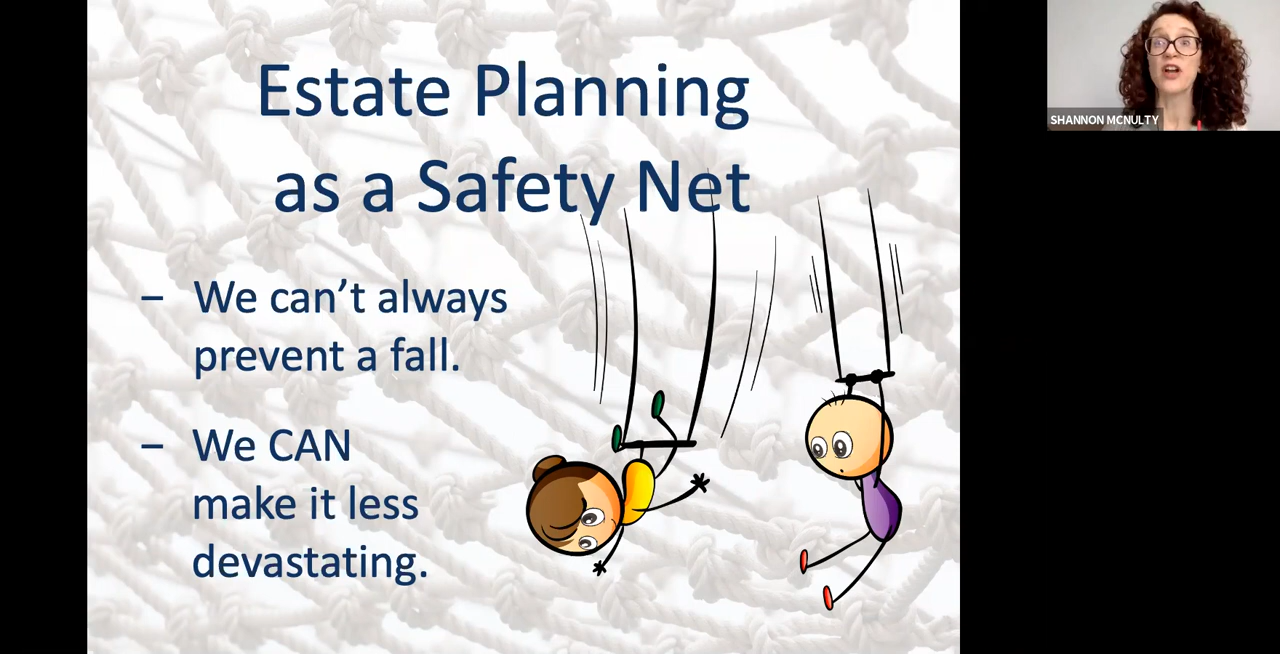 Estate Planning
as a Safety Net
– We can’t always
prevent a fall.
– We CAN
make it less
devastating.
SHANNON MCNULTY